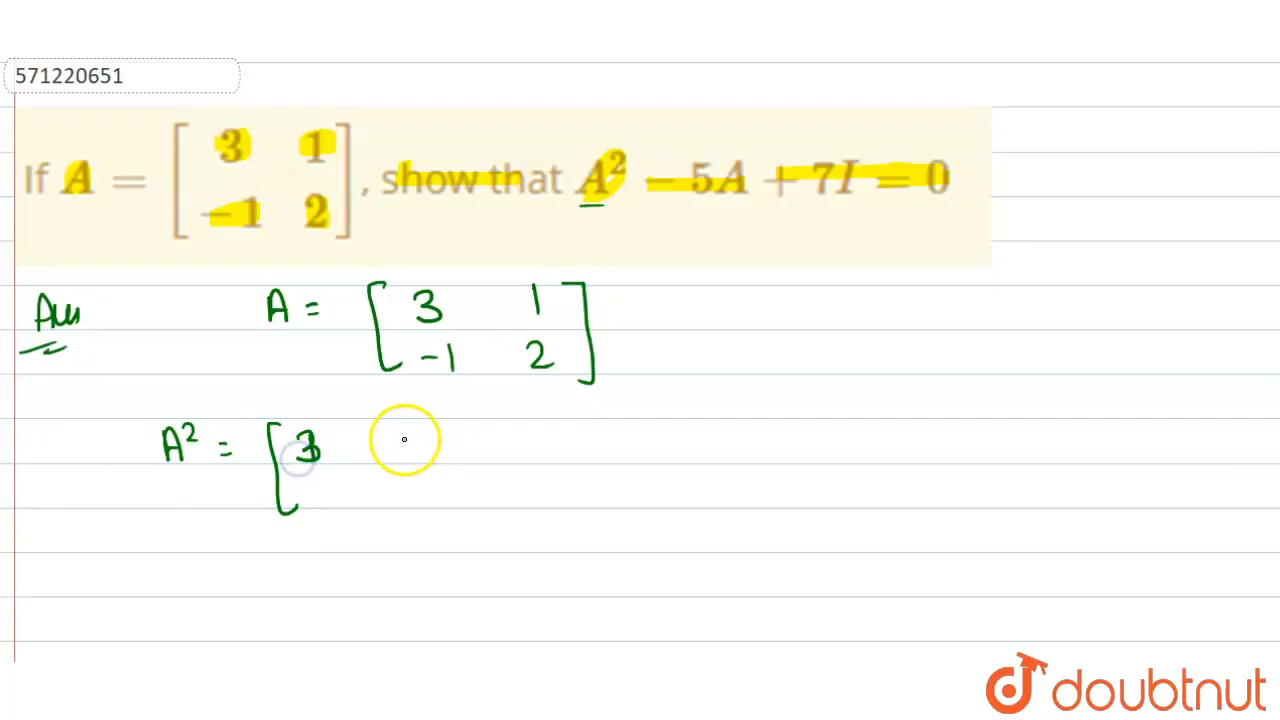 571220651
If A = [ 3 1 ; -1 2 ], show that A² − 5A + 7I = 0
Ans A = [ 3 1
-1 2 ]
A² = [ 3
doubtnut